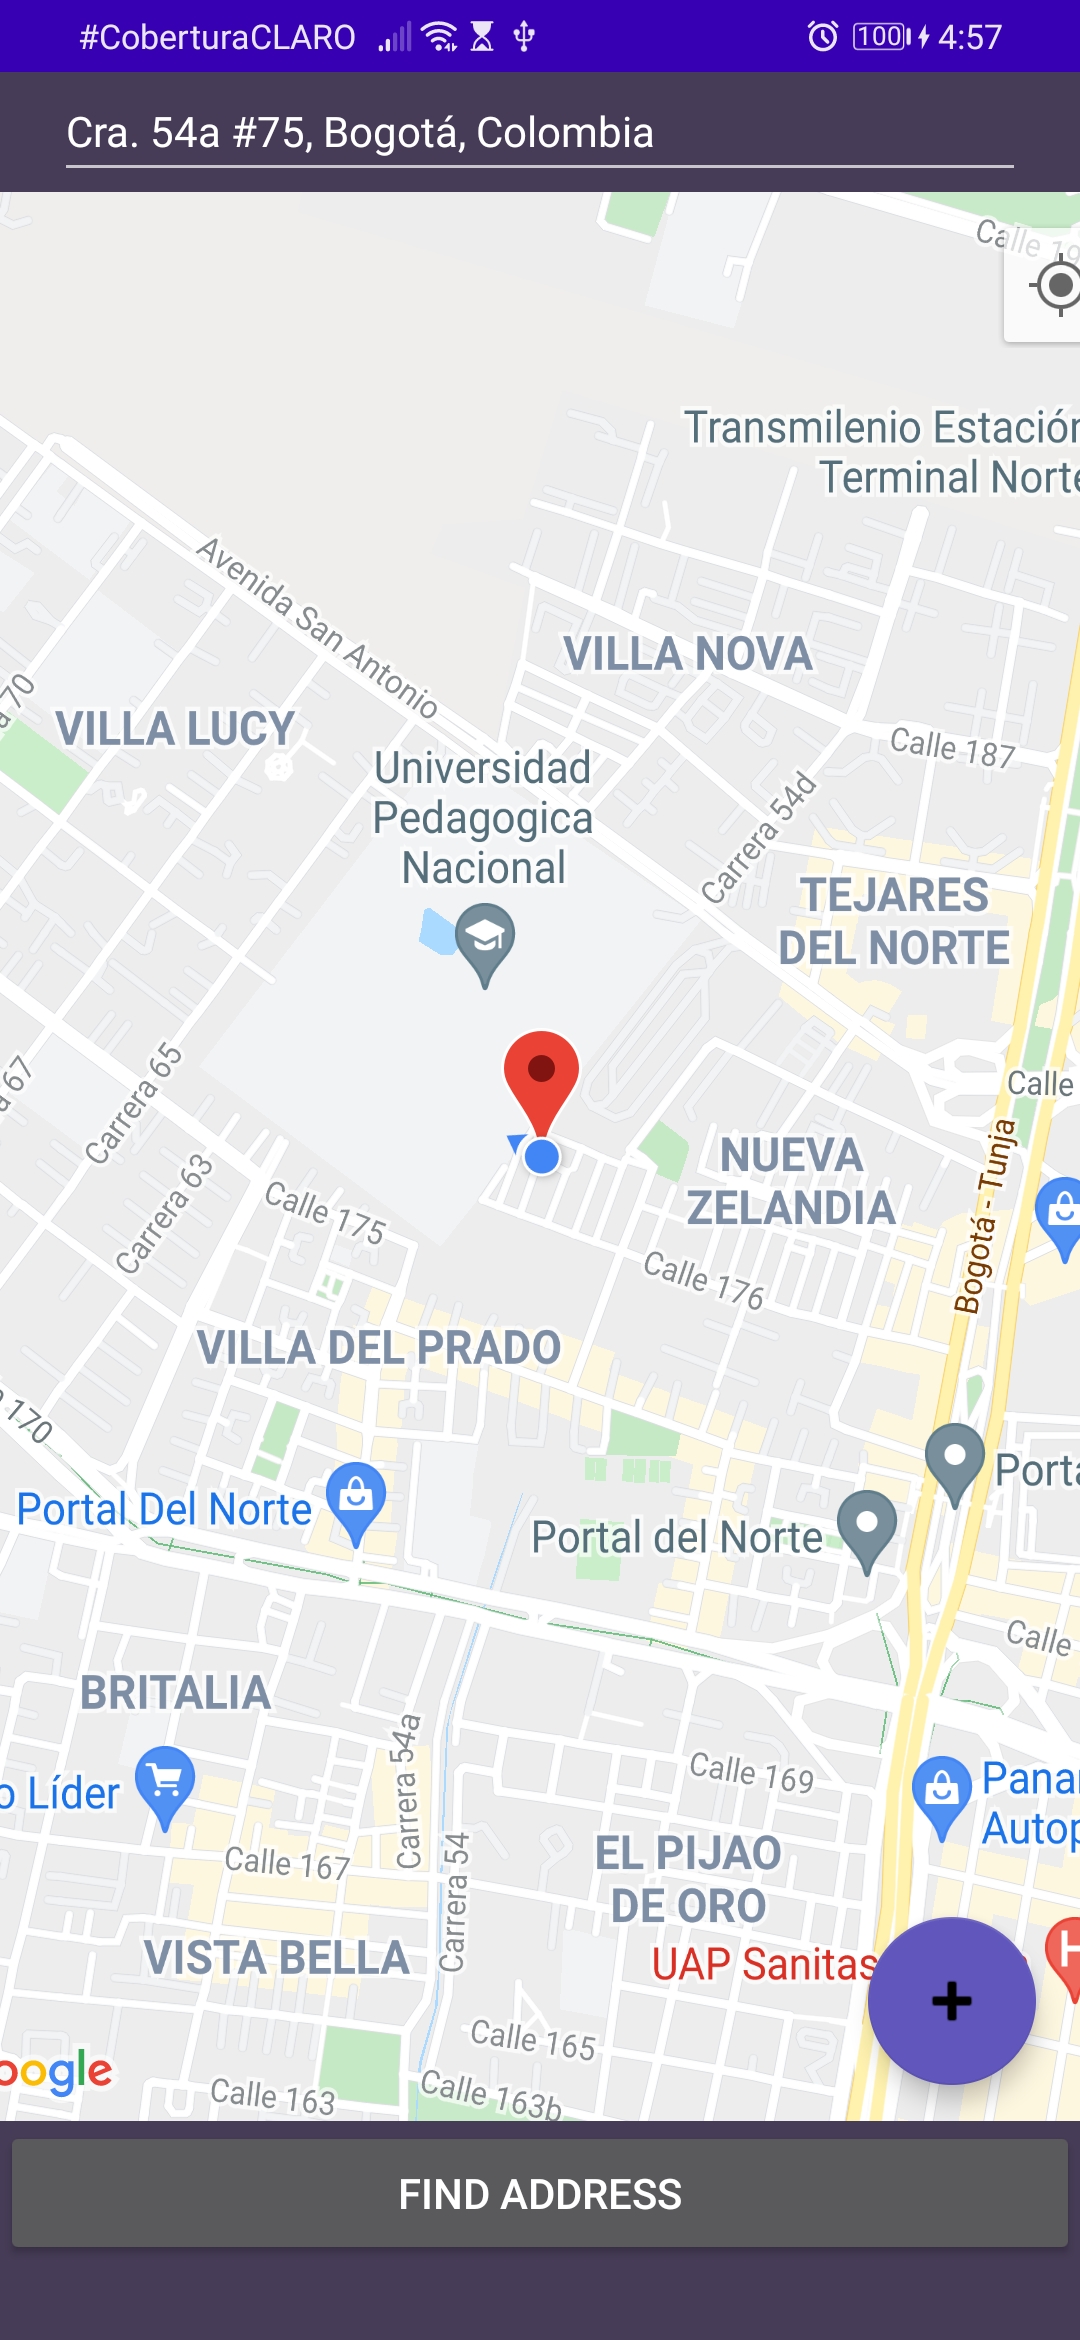 #CoberturaCLARO
100
4:57
Cra. 54a #75, Bogotá, Colombia
Calle 19
Transmilenio Estación
Terminal Norte
Avenida San Antonio
VILLA NOVA
a 70
VILLA LUCY
Calle 187
Universidad
Pedagogica
Nacional
Carrera 54d
TEJARES
DEL NORTE
a 67
Carrera 65
Calle
Bogotá - Tunja
NUEVA
ZELANDIA
Carrera 63
Calle 175
Calle 176
VILLA DEL PRADO
170
Porta
Portal Del Norte
Portal del Norte
Calle
BRITALIA
Carrera 54a
Calle 169
o Líder
Panar
Autop
Calle 167
Carrera 54
EL PIJAO
DE ORO
VISTA BELLA
UAP Sanitas
H
Calle 165
oogle
Calle 163
Calle 163b
FIND ADDRESS